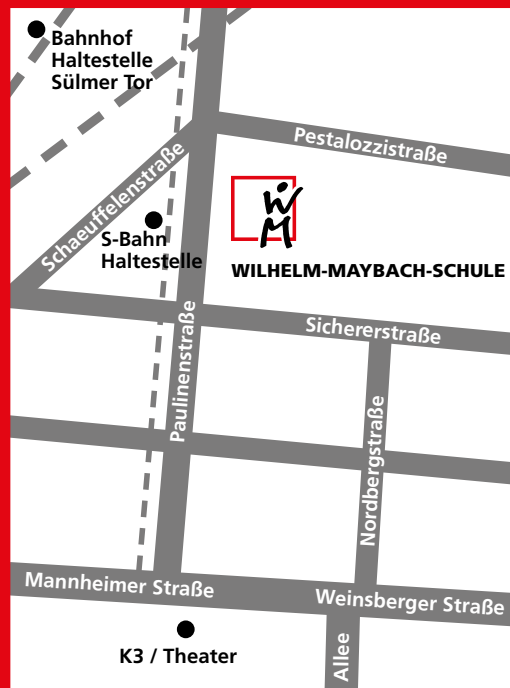 Bahnhof
Haltestelle
Sülmer Tor
Pestalozzistraße
Schaeuffelenstraße
WM
S-Bahn
Haltestelle
WILHELM-MAYBACH-SCHULE
Sichererstraße
Paulinenstraße
Nordbergstraße
Mannheimer Straße
Weinsberger Straße
K3 / Theater
Allee